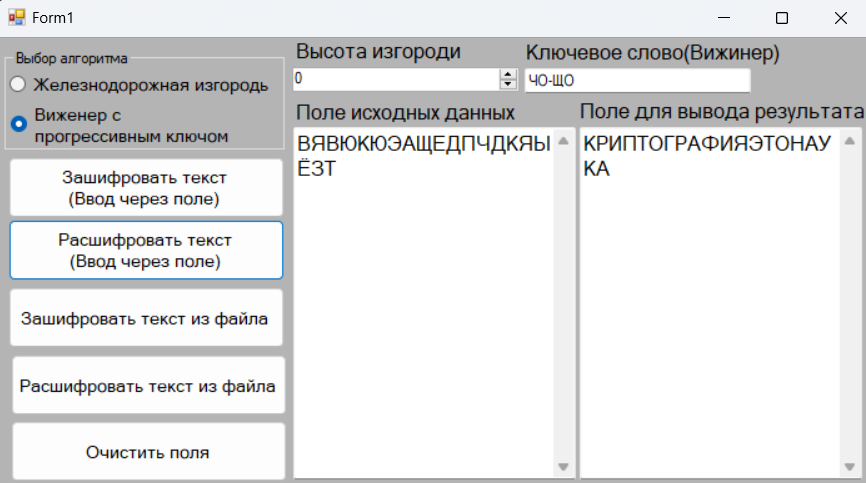 Form1
Выбор алгоритма
Железнодорожная изгородь
Виженер с
прогрессивным ключом
Зашифровать текст
(Ввод через поле)
Расшифровать текст
(Ввод через поле)
Зашифровать текст из файла
Расшифровать текст из файла
Очистить поля
Высота изгороди
0
Ключевое слово(Вижинер)
ЧО-ЩО
Поле исходных данных
ВЯВЮКЮЭАЩЕДПЧДКЯЫ
ЁЗТ
Поле для вывода результата
КРИПТОГРАФИЯЭТОНАУ
КА